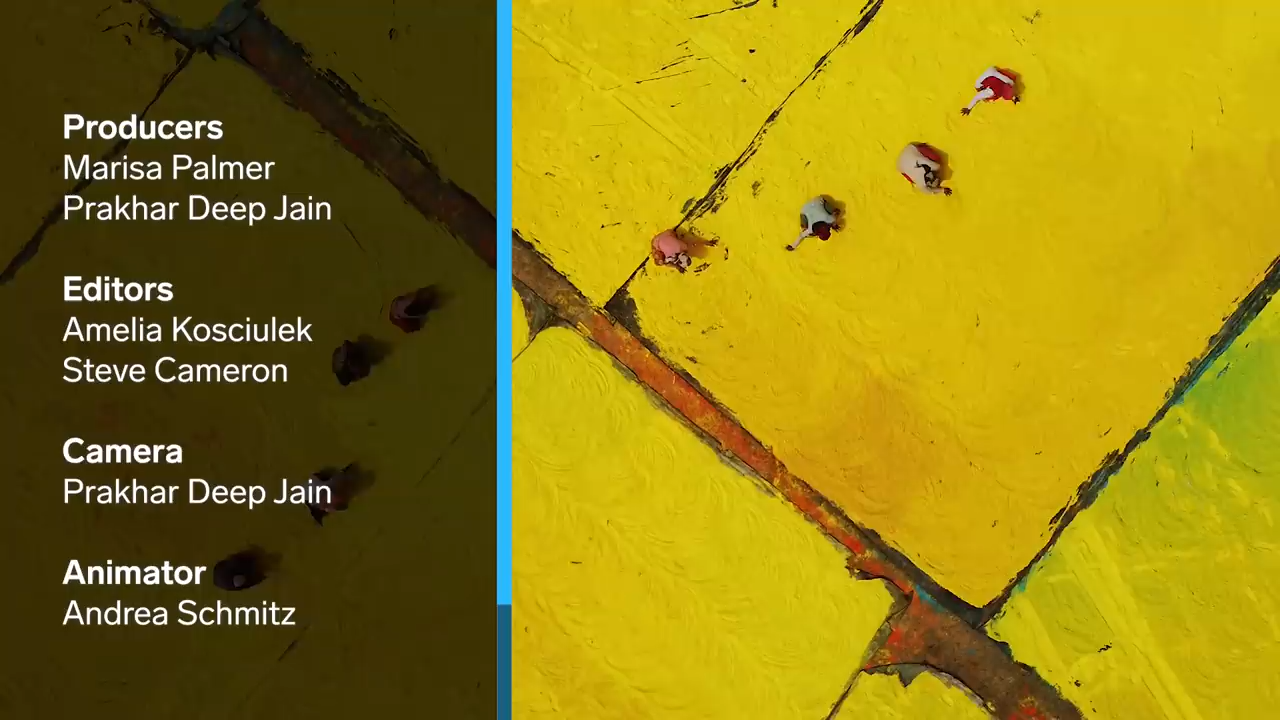 Producers
Marisa Palmer
Prakhar Deep Jain
Editors
Amelia Kosciulek
Steve Cameron
Camera
Prakhar Deep Jain
Animator
Andrea Schmitz